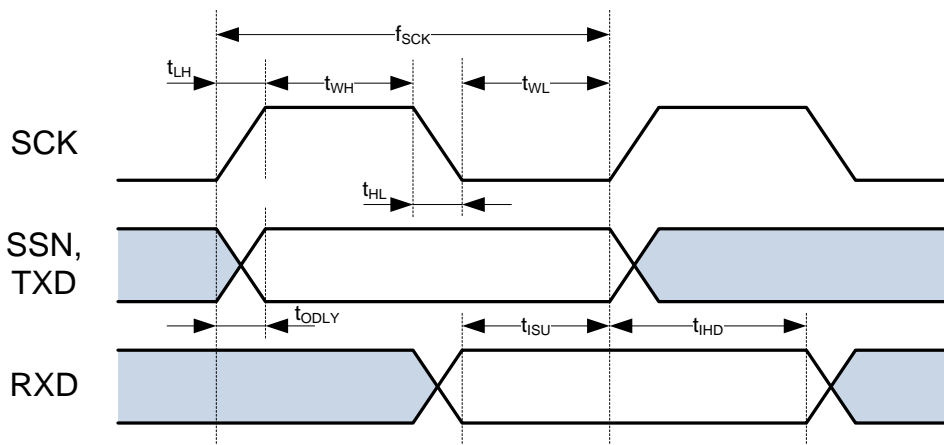 fSCK
tLH
tWH
tWL
SCK
tHL
SSN,
TXD
tODLY
tISU
tIHD
RXD